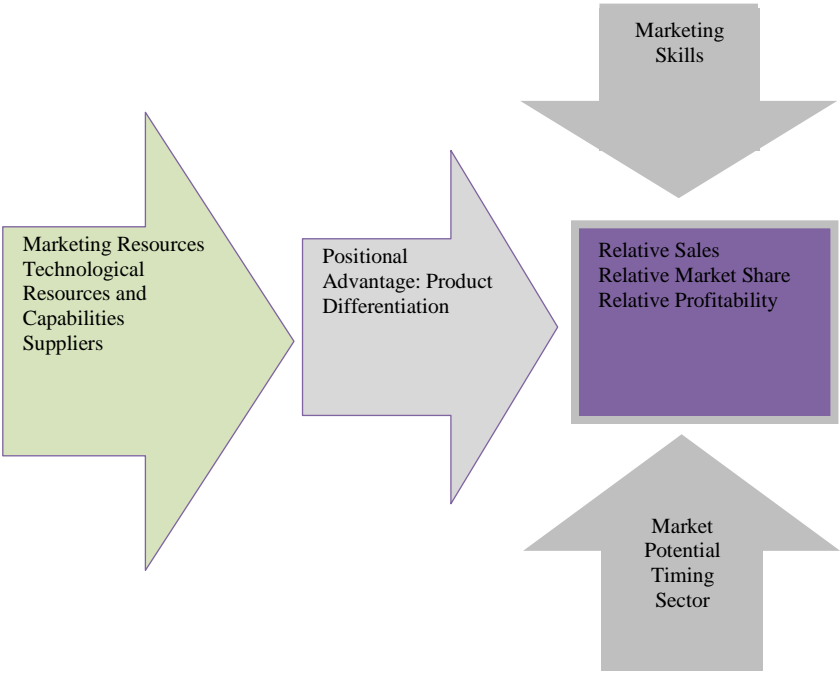 Marketing
Skills
Marketing Resources
Technological
Resources and
Capabilities
Suppliers
Positional
Advantage: Product
Differentiation
Relative Sales
Relative Market Share
Relative Profitability
Market
Potential
Timing
Sector